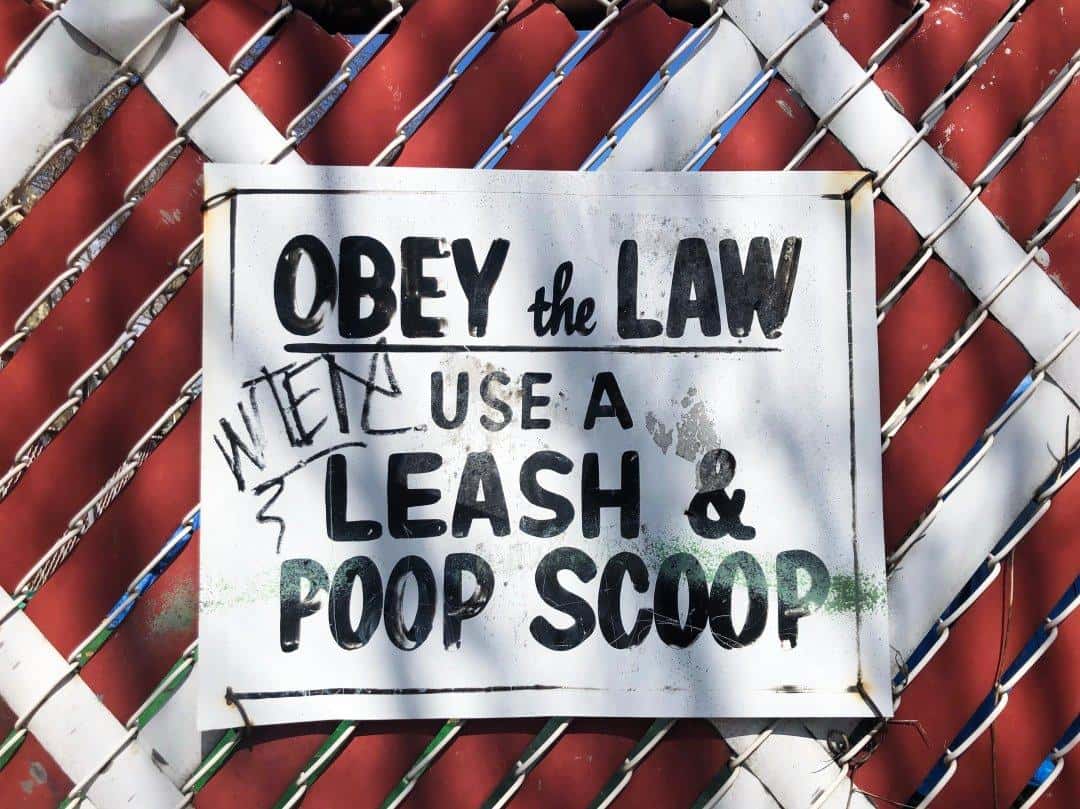 OBEY the LAW
USE A
LEASH &
POOP SCOOP